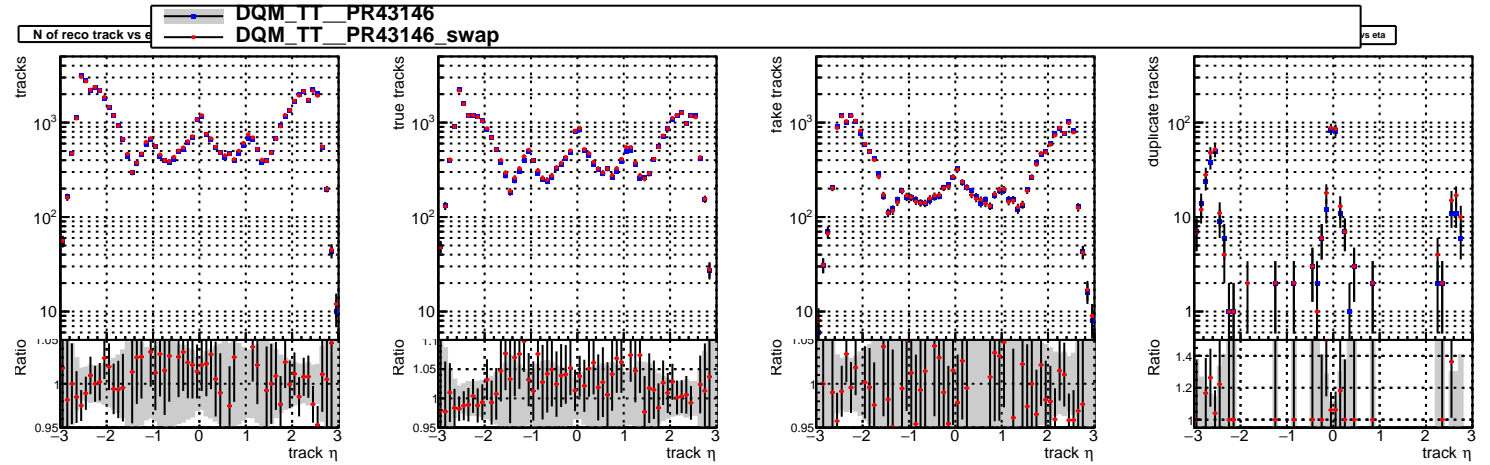 DQM_TT__PR43146
DQM_TT__PR43146_swap
N of reco track vs e
vs eta
tracks
10³
10²
10
Ratio
1.05
1
0.95
−3 −2 −1 0 1 2 3
track η
true tracks
10³
10²
10
Ratio
1.1
1.05
1
0.95
−3 −2 −1 0 1 2 3
track η
fake tracks
10³
10²
10
Ratio
1.05
1
0.95
−3 −2 −1 0 1 2 3
track η
duplicate tracks
10²
10
1
Ratio
1.4
1.2
1
−3 −2 −1 0 1 2 3
track η